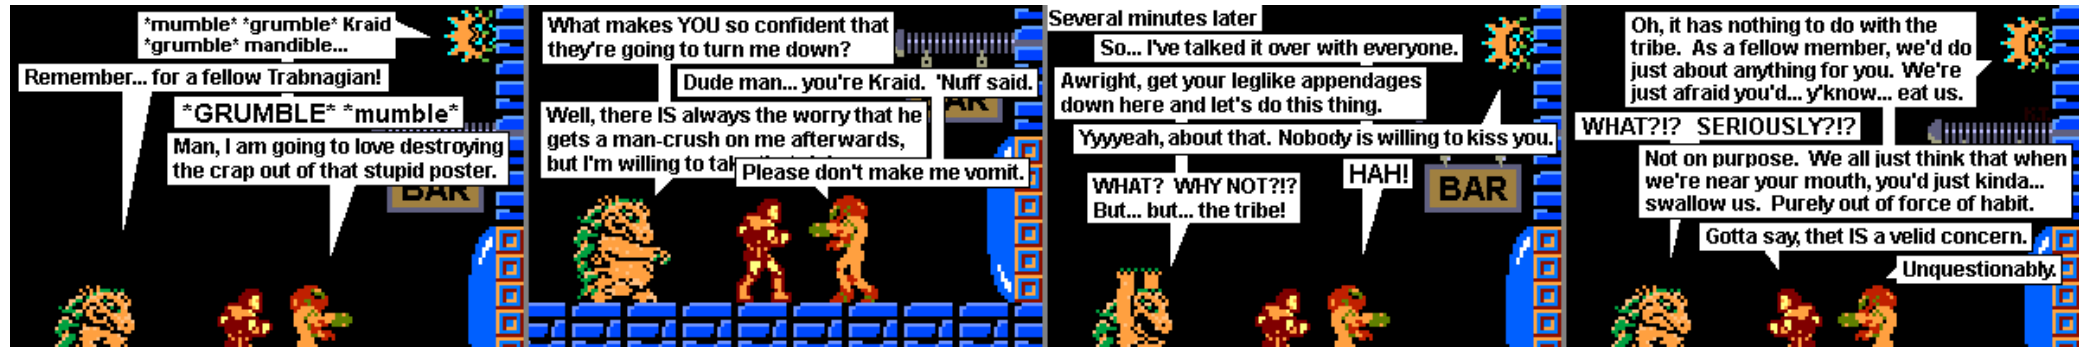 *mumble* *grumble* Kraid
*grumble* mandible...
Remember... for a fellow Trabnagian!
*GRUMBLE* *mumble*
Man, I am going to love destroying
the crap out of that stupid poster.
BAR
What makes YOU so confident that
they're going to turn me down?
Dude man... you're Kraid. 'Nuff said.
Well, there IS always the worry that he
gets a man-crush on me afterwards,
but I'm willing to
Please don't make me vomit.
BAR
Several minutes later
So... I've talked it over with everyone.
Awright, get your leglike appendages
down here and let's do this thing.
Yyyyeah, about that. Nobody is willing to kiss you.
WHAT? WHY NOT?!?
But... but... the tribe!
HAH!
BAR
Oh, it has nothing to do with the
tribe. As a fellow member, we'd do
just about anything for you. We're
just afraid you'd... y'know... eat us.
WHAT?!? SERIOUSLY?!?
Not on purpose. We all just think that when
we're near your mouth, you'd just kinda...
swallow us. Purely out of force of habit.
Gotta say, thet IS a velid concern.
Unquestionably.